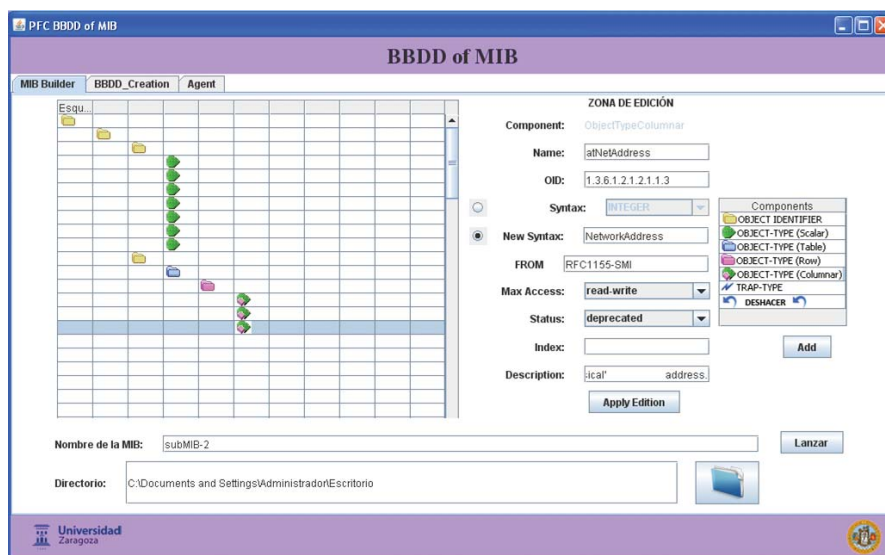 PFC BBDD of MIB
BBDD of MIB
MIB Builder BBDD_Creation Agent
Esqu...
ZONA DE EDICIÓN
Component: ObjectTypeColumnar
Name: atNetAddress
OID: 1.3.6.1.2.1.2.1.1.3
Syntax: INTEGER
New Syntax: NetworkAddress
FROM RFC1155-SMI
Max Access: read-write
Status: deprecated
Index:
Description: :ical' address.
Apply Edition
Components
OBJECT IDENTIFIER
OBJECT-TYPE (Scalar)
OBJECT-TYPE (Table)
OBJECT-TYPE (Row)
OBJECT-TYPE (Columnar)
TRAP-TYPE
DESHACER
Add
Nombre de la MIB: subMIB-2
Lanzar
Directorio: C:\Documents and Settings\Administrador\Escritorio
Universidad
Zaragoza